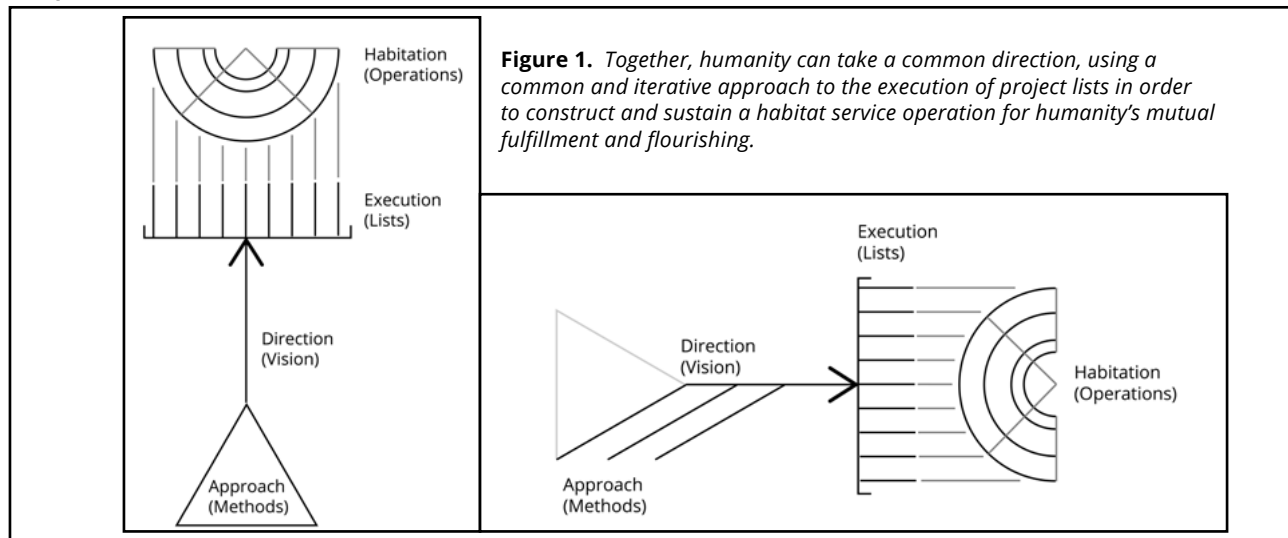 Habitation
(Operations)
Execution
(Lists)
Direction
(Vision)
Approach
(Methods)
Figure 1. Together, humanity can take a common direction, using a
common and iterative approach to the execution of project lists in order
to construct and sustain a habitat service operation for humanity's mutual
fulfillment and flourishing.
Execution
(Lists)
Direction
(Vision)
Habitation
(Operations)
Approach
(Methods)